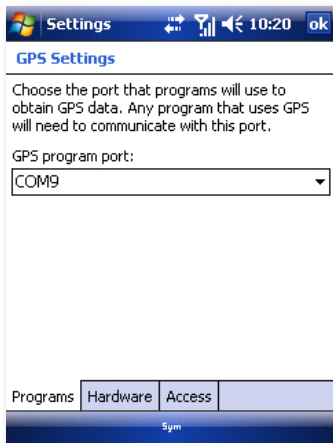 Settings 10:20 ok
GPS Settings
Choose the port that programs will use to
obtain GPS data. Any program that uses GPS
will need to communicate with this port.
GPS program port:
COM9
Programs Hardware Access
Sym